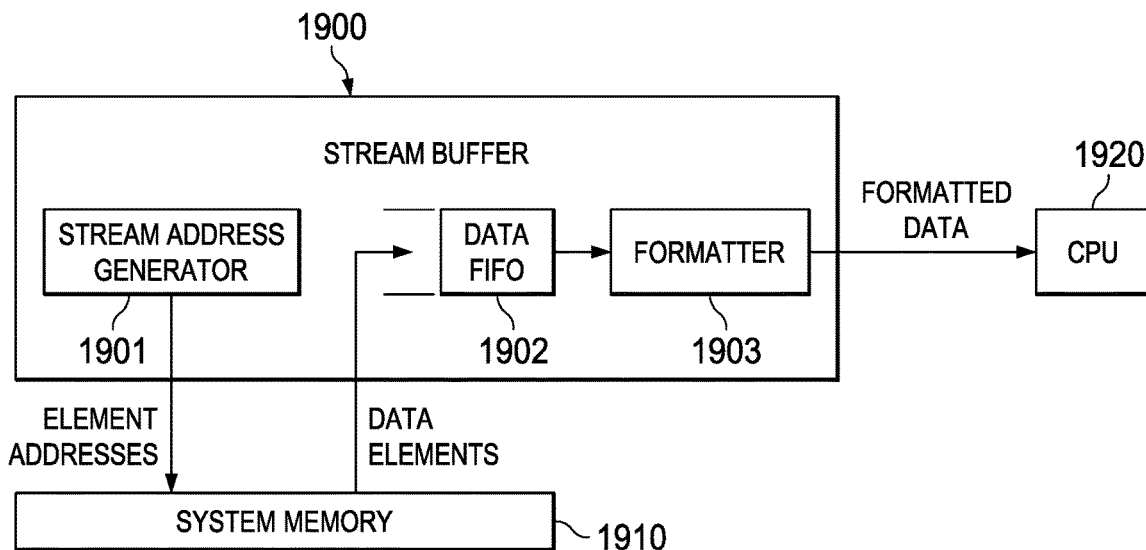 1900
STREAM BUFFER
1920
FORMATTED
DATA
STREAM ADDRESS
GENERATOR
DATA
FIFO
FORMATTER
CPU
1901
1902
1903
ELEMENT
ADDRESSES
DATA
ELEMENTS
SYSTEM MEMORY
1910